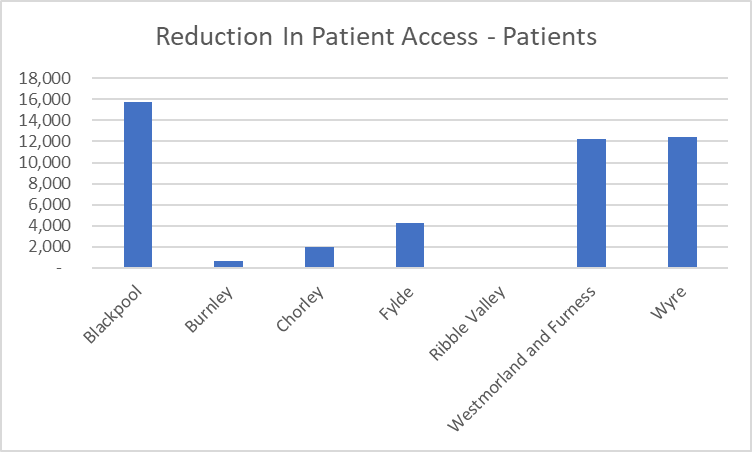 Reduction In Patient Access - Patients
18,000
16,000
14,000
12,000
10,000
8,000
6,000
4,000
2,000
-
Blackpool
Burnley
Chorley
Fylde
Ribble Valley
Westmorland and Furness
Wyre